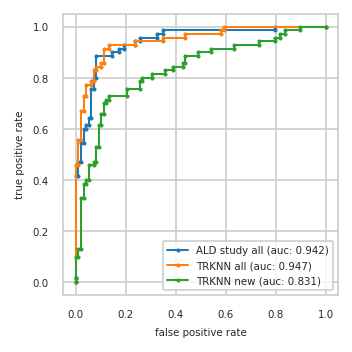 1.0
0.8
0.6
0.4
0.2
0.0
true positive rate
ALD study all (auc: 0.942)
TRKNN all (auc: 0.947)
TRKNN new (auc: 0.831)
0.0 0.2 0.4 0.6 0.8 1.0
false positive rate